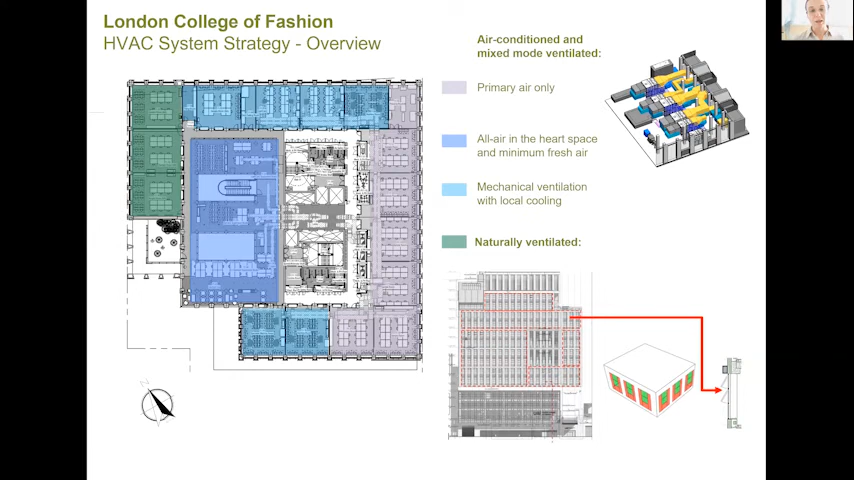 London College of Fashion
HVAC System Strategy - Overview
Air-conditioned and
mixed mode ventilated:
Primary air only
All-air in the heart space
and minimum fresh air
Mechanical ventilation
with local cooling
Naturally ventilated: